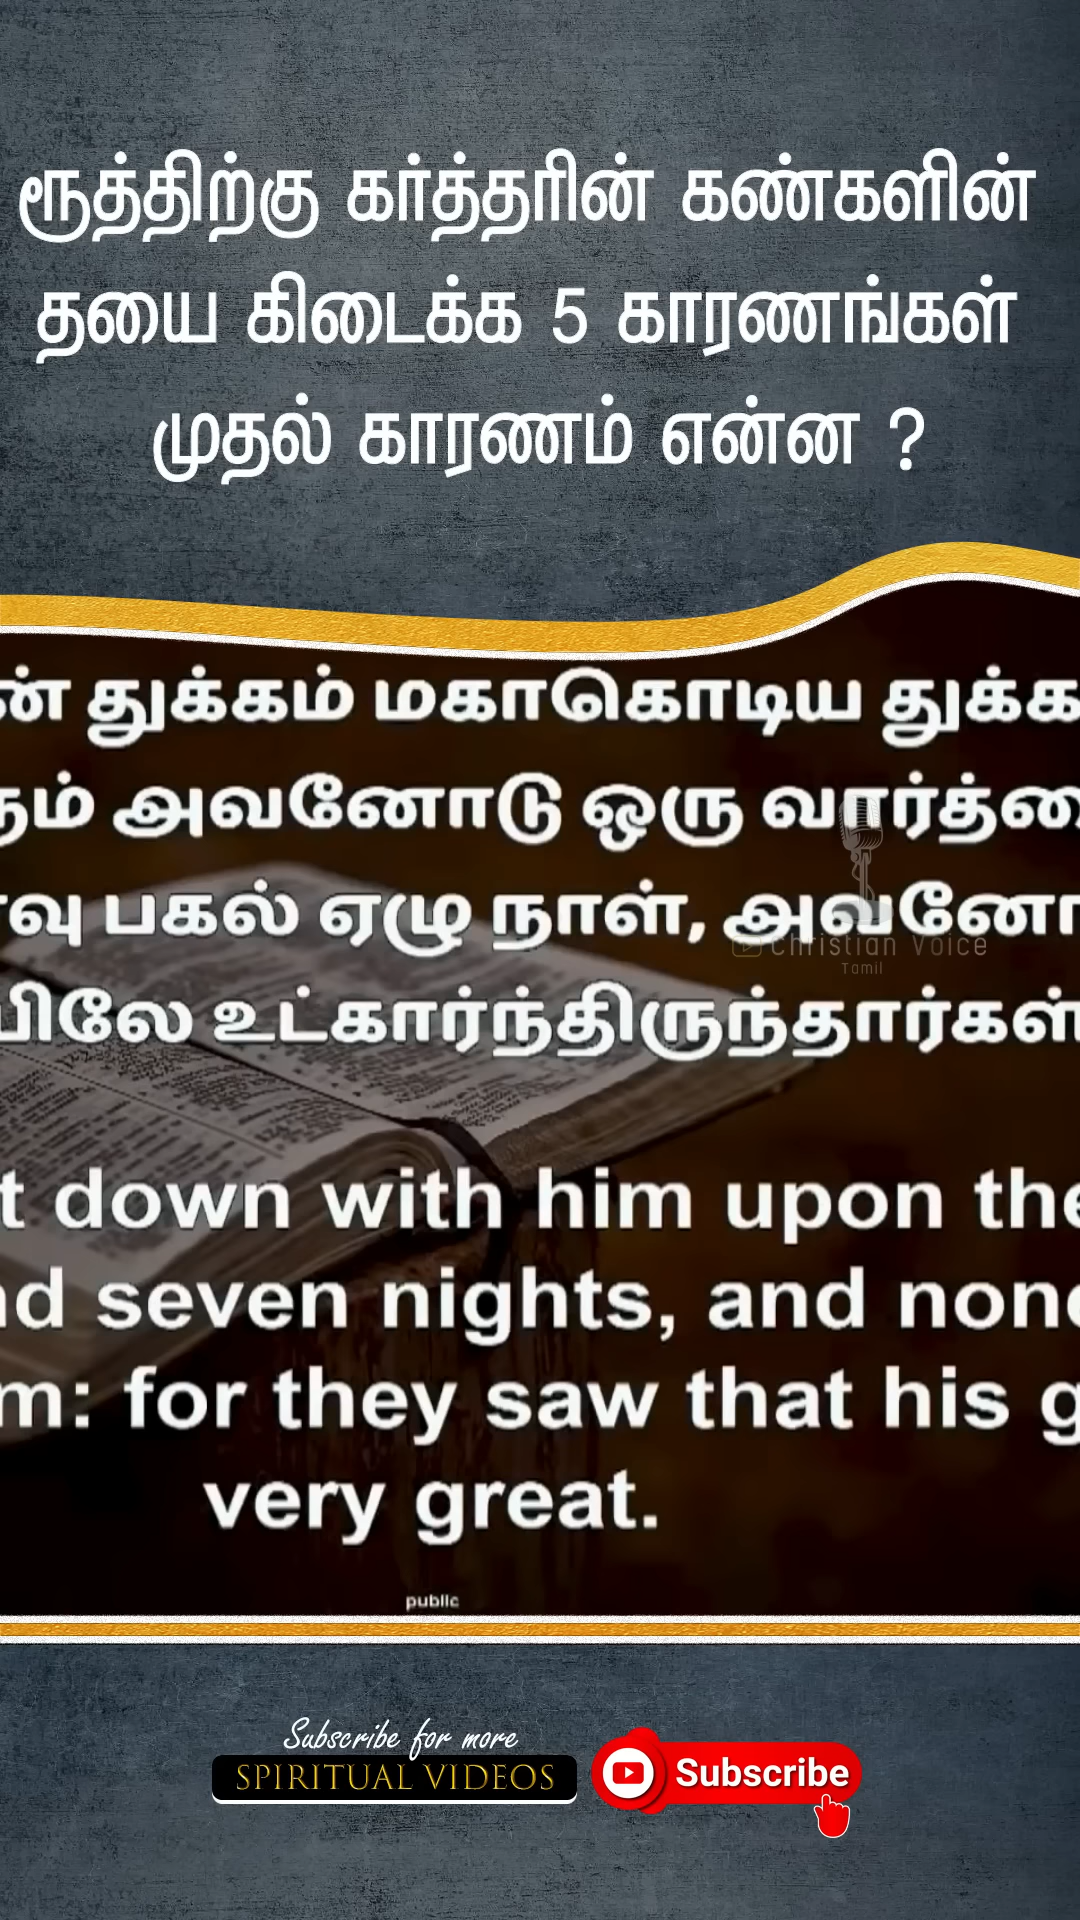 ரூத்திற்கு கர்த்தரின் கண்களின்
தயை கிடைக்க 5 காரணங்கள்
முதல் காரணம் என்ன ?
ன் துக்கம் மகாகொடிய துக்க
ும் அவனோடு ஒரு வார்த்தை
வு பகல் ஏழு நாள், அவனோ
யிலே உட்கார்ந்திருந்தார்கள்
Christian Voice
Tamil
t down with him upon the
nd seven nights, and none
m: for they saw that his g
very great.
public
Subscribe for more
SPIRITUAL VIDEOS
Subscribe